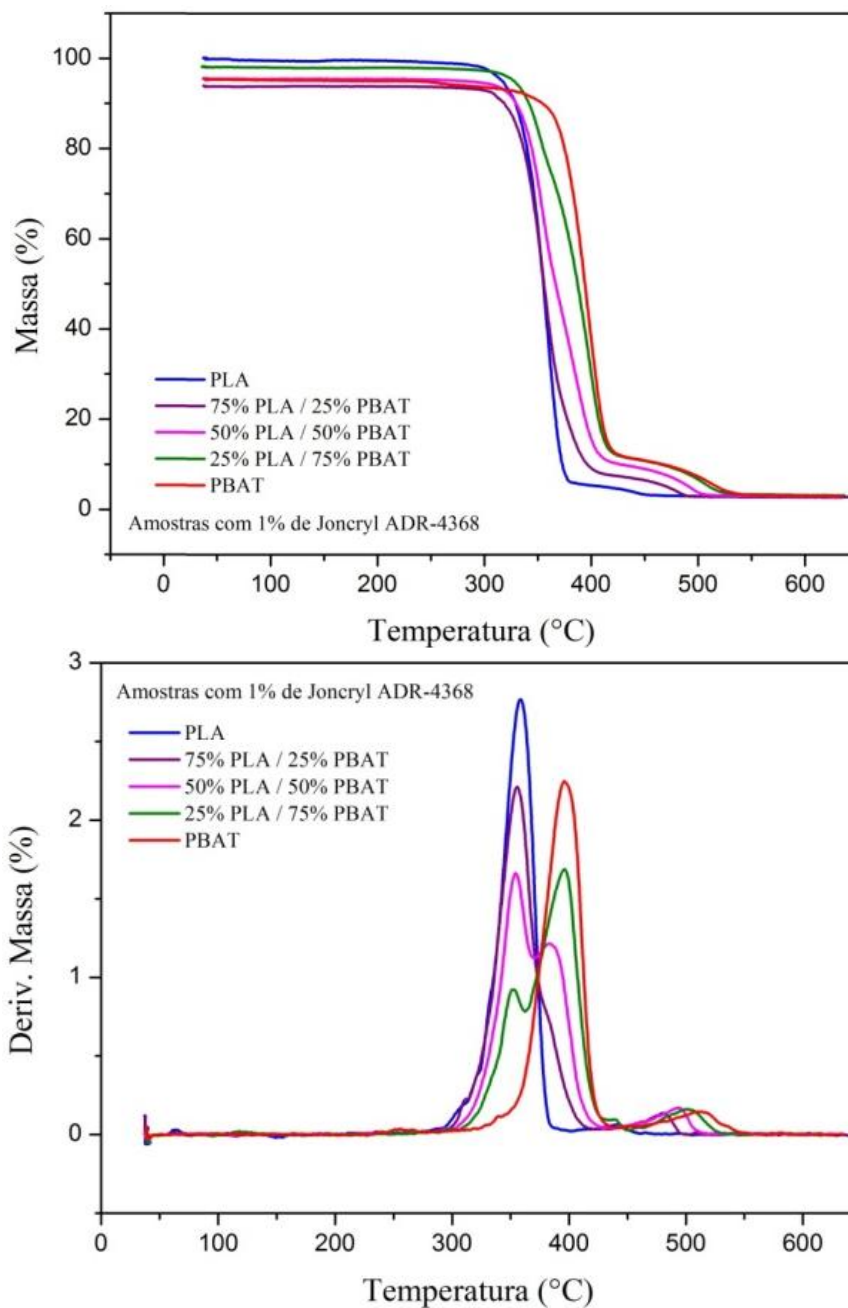 100
80
60
40
20
0
Massa (%)
PLA
75% PLA / 25% PBAT
50% PLA / 50% PBAT
25% PLA / 75% PBAT
PBAT
Amostras com 1% de Joncryl ADR-4368
0 100 200 300 400 500 600
Temperatura (°C)
3
2
1
0
Deriv. Massa (%)
Amostras com 1% de Joncryl ADR-4368
PLA
75% PLA / 25% PBAT
50% PLA / 50% PBAT
25% PLA / 75% PBAT
PBAT
0 100 200 300 400 500 600
Temperatura (°C)